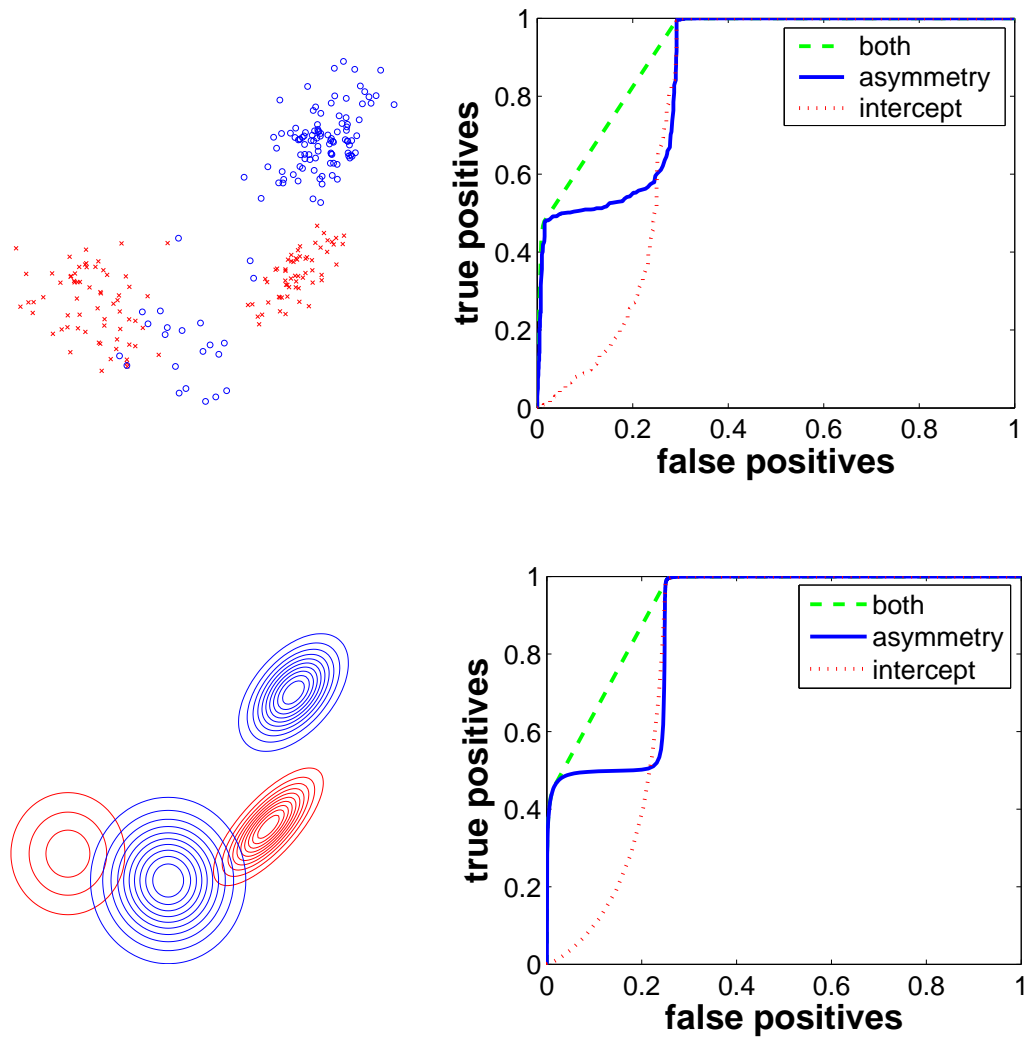 1
0.8
0.6
0.4
0.2
0
0 0.2 0.4 0.6 0.8 1
true positives
false positives
both
asymmetry
intercept
1
0.8
0.6
0.4
0.2
0
0 0.2 0.4 0.6 0.8 1
true positives
false positives
both
asymmetry
intercept